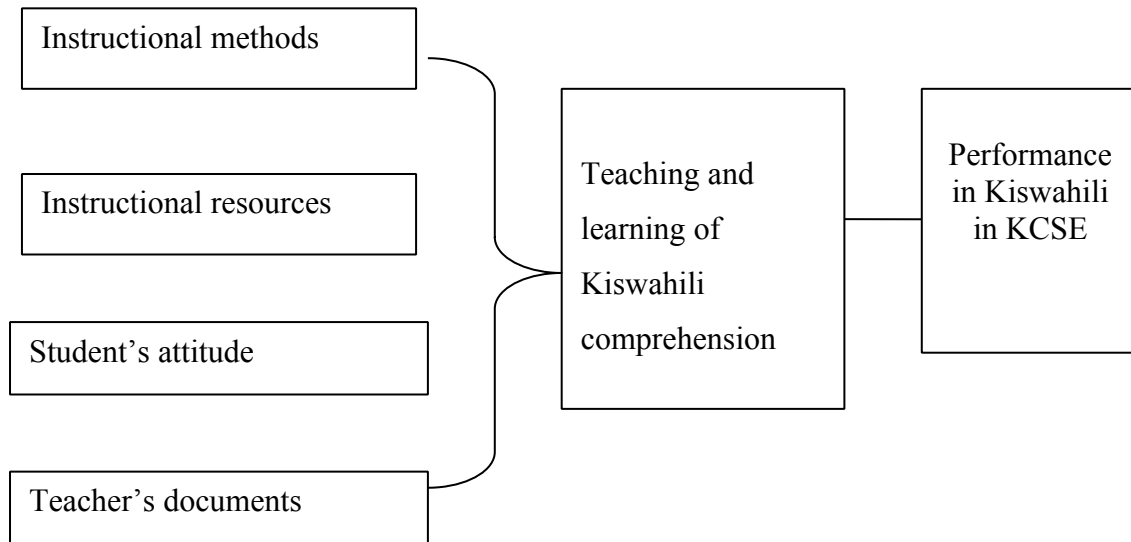 Instructional methods
Instructional resources
Student’s attitude
Teacher’s documents
Teaching and
learning of
Kiswahili
comprehension
Performance
in Kiswahili
in KCSE